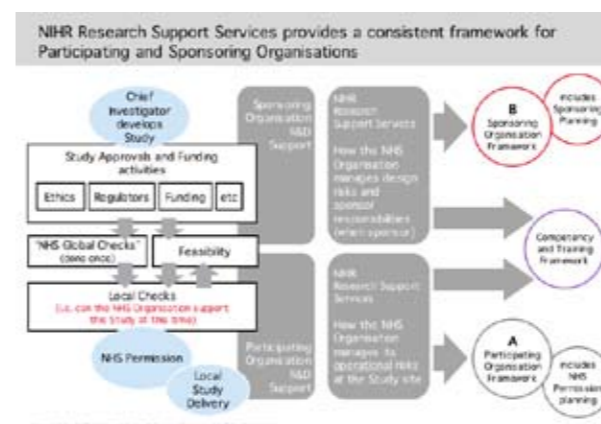 NIHR Research Support Services provides a consistent framework for
Participating and Sponsoring Organisations
Chief
Investigator
develops
Study
Study Approvals and Funding
activities
Ethics
Regulators
Funding
etc
"NHS Global Checks"
(done once)
Feasibility
Local Checks
(i.e. can the NHS Organisation support
the Study at this time)
NHS Permission
Local
Study
Delivery
Sponsoring
Organisation
R&D
Support
Participating
Organisation
R&D
Support
NIHR
Research
Support Services
How the NHS
Organisation
manages design
risks and
sponsor
responsibilities
(when sponsor)
NIHR
Research Support
Services
How the NHS
Organisation
manages its
operational risks
at the Study site
B
Sponsoring
Organisation
Framework
includes
Sponsoring
Planning
Competency
and Training
Framework
A
Participating
Organisation
Framework
includes
NHS
Permission
planning